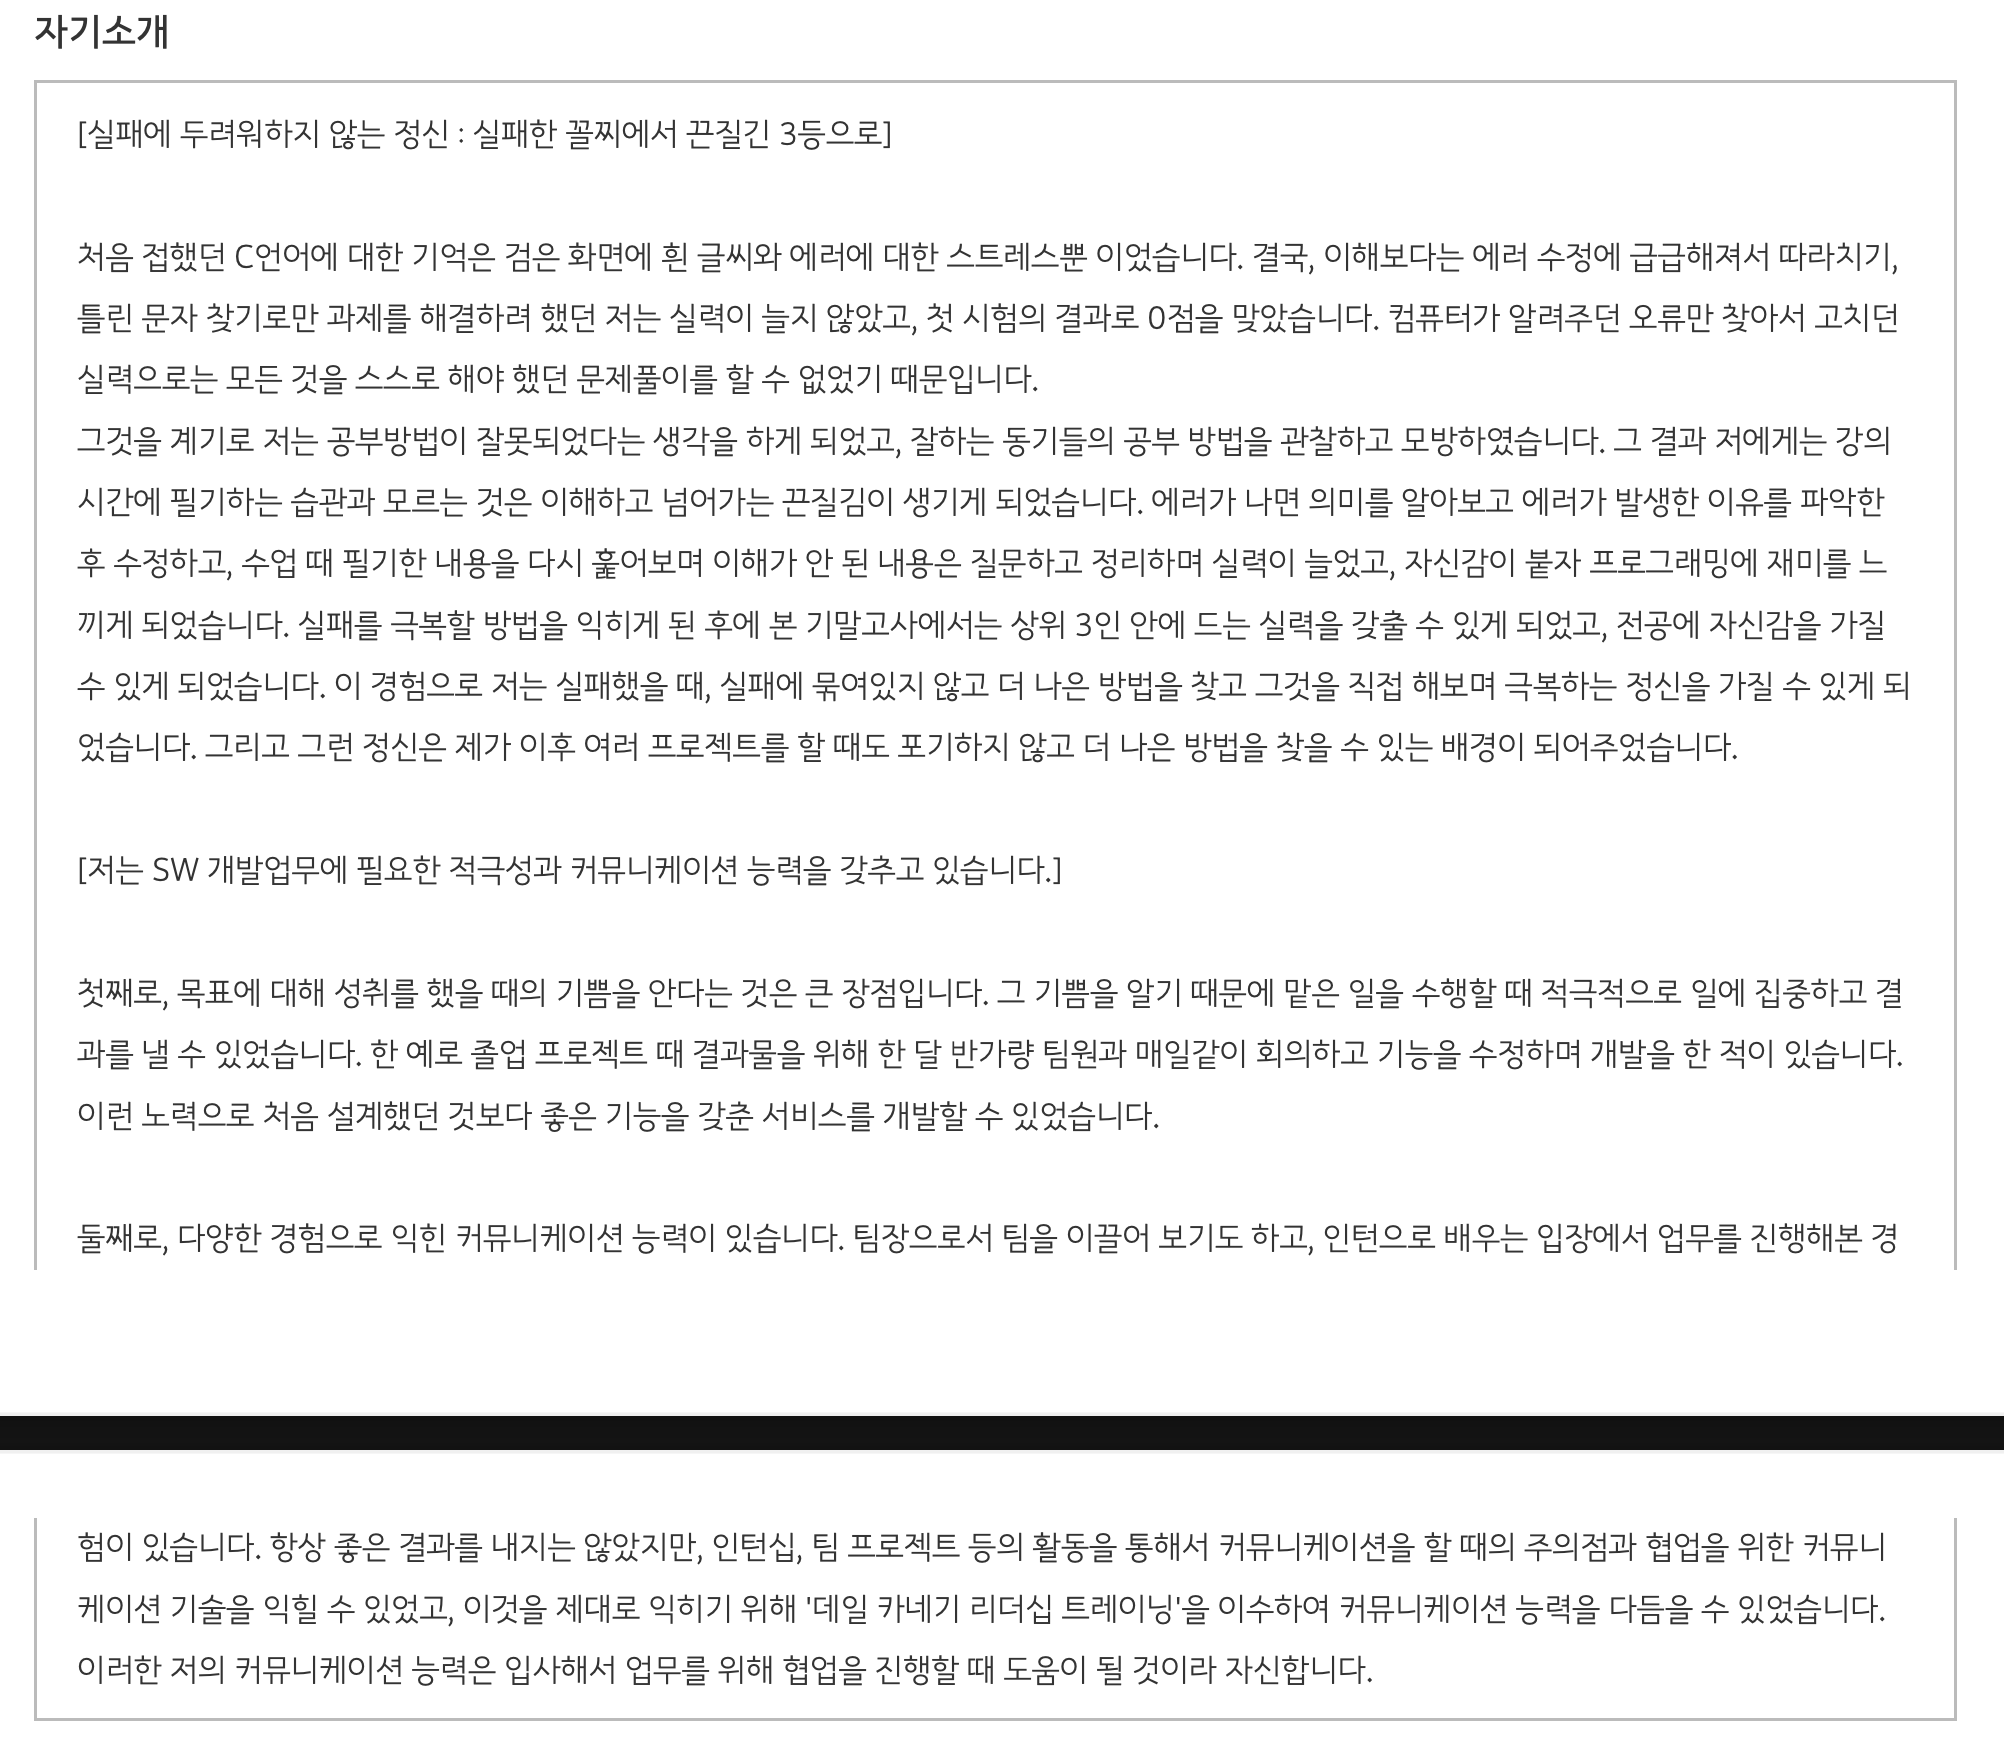 자기소개
[실패에 두려워하지 않는 정신 : 실패한 꼴찌에서 끈질긴 3등으로]
처음 접했던 C언어에 대한 기억은 검은 화면에 흰 글씨와 에러에 대한 스트레스뿐 이었습니다. 결국, 이해보다는 에러 수정에 급급해져서 따라치기,
틀린 문자 찾기로만 과제를 해결하려 했던 저는 실력이 늘지 않았고, 첫 시험의 결과로 0점을 맞았습니다. 컴퓨터가 알려주던 오류만 찾아서 고치던
실력으로는 모든 것을 스스로 해야 했던 문제풀이를 할 수 없었기 때문입니다.
그것을 계기로 저는 공부방법이 잘못되었다는 생각을 하게 되었고, 잘하는 동기들의 공부 방법을 관찰하고 모방하였습니다. 그 결과 저에게는 강의
시간에 필기하는 습관과 모르는 것은 이해하고 넘어가는 끈질김이 생기게 되었습니다. 에러가 나면 의미를 알아보고 에러가 발생한 이유를 파악한
후 수정하고, 수업 때 필기한 내용을 다시 훑어보며 이해가 안 된 내용은 질문하고 정리하며 실력이 늘었고, 자신감이 붙자 프로그래밍에 재미를 느
끼게 되었습니다. 실패를 극복할 방법을 익히게 된 후에 본 기말고사에서는 상위 3인 안에 드는 실력을 갖출 수 있게 되었고, 전공에 자신감을 가질
수 있게 되었습니다. 이 경험으로 저는 실패했을 때, 실패에 묶여있지 않고 더 나은 방법을 찾고 그것을 직접 해보며 극복하는 정신을 가질 수 있게 되
었습니다. 그리고 그런 정신은 제가 이후 여러 프로젝트를 할 때도 포기하지 않고 더 나은 방법을 찾을 수 있는 배경이 되어주었습니다.
[저는 SW 개발업무에 필요한 적극성과 커뮤니케이션 능력을 갖추고 있습니다.]
첫째로, 목표에 대해 성취를 했을 때의 기쁨을 안다는 것은 큰 장점입니다. 그 기쁨을 알기 때문에 맡은 일을 수행할 때 적극적으로 일에 집중하고 결
과를 낼 수 있었습니다. 한 예로 졸업 프로젝트 때 결과물을 위해 한 달 반가량 팀원과 매일같이 회의하고 기능을 수정하며 개발을 한 적이 있습니다.
이런 노력으로 처음 설계했던 것보다 좋은 기능을 갖춘 서비스를 개발할 수 있었습니다.
둘째로, 다양한 경험으로 익힌 커뮤니케이션 능력이 있습니다. 팀장으로서 팀을 이끌어 보기도 하고, 인턴으로 배우는 입장에서 업무를 진행해본 경
험이 있습니다. 항상 좋은 결과를 내지는 않았지만, 인턴십, 팀 프로젝트 등의 활동을 통해서 커뮤니케이션을 할 때의 주의점과 협업을 위한 커뮤니
케이션 기술을 익힐 수 있었고, 이것을 제대로 익히기 위해 '데일 카네기 리더십 트레이닝'을 이수하여 커뮤니케이션 능력을 다듬을 수 있었습니다.
이러한 저의 커뮤니케이션 능력은 입사해서 업무를 위해 협업을 진행할 때 도움이 될 것이라 자신합니다.